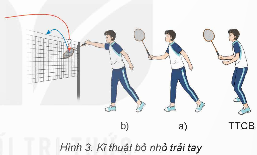 b) a) TTCB
Hình 3. Kĩ thuật bỏ nhỏ trái tay